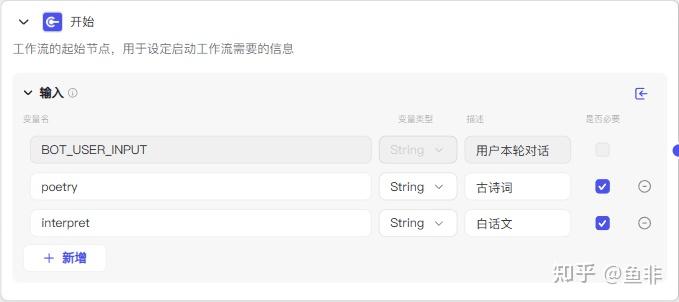 开始
工作流的起始节点，用于设定启动工作流需要的信息
输入
变量名 变量类型 描述 是否必要
BOT_USER_INPUT String 用户本轮对话
poetry String 古诗词
interpret String 白话文
+ 新增
知乎 @鱼非